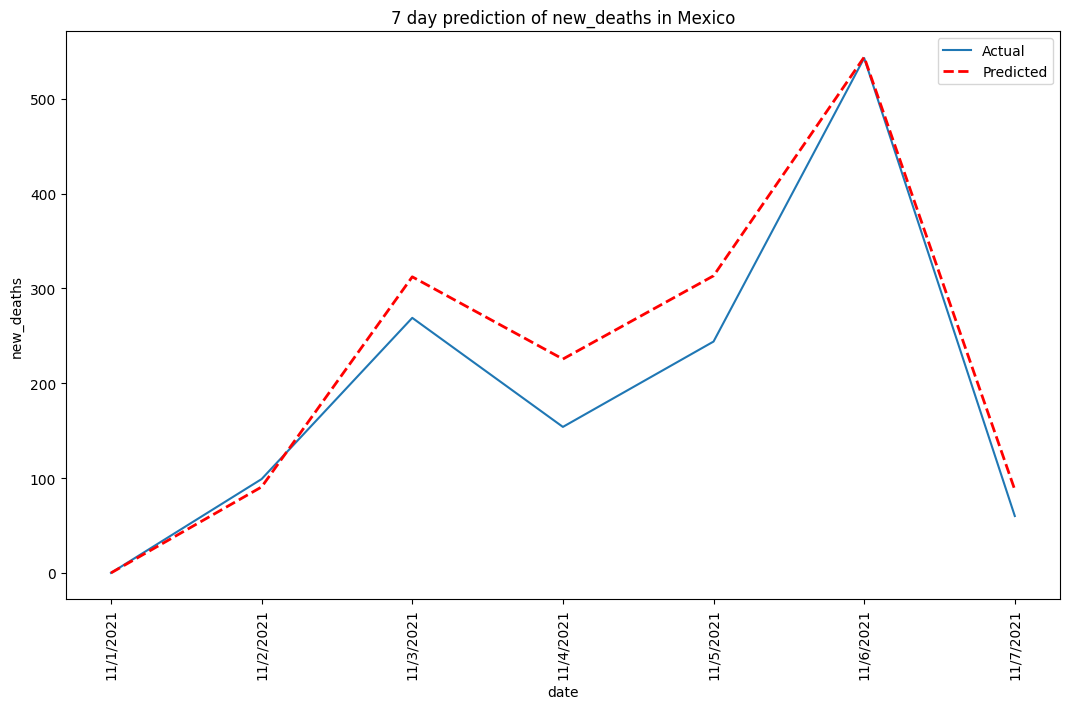 7 day prediction of new_deaths in Mexico
Actual
Predicted
new_deaths
500
400
300
200
100
0
11/1/2021
11/2/2021
11/3/2021
11/4/2021
11/5/2021
11/6/2021
11/7/2021
date